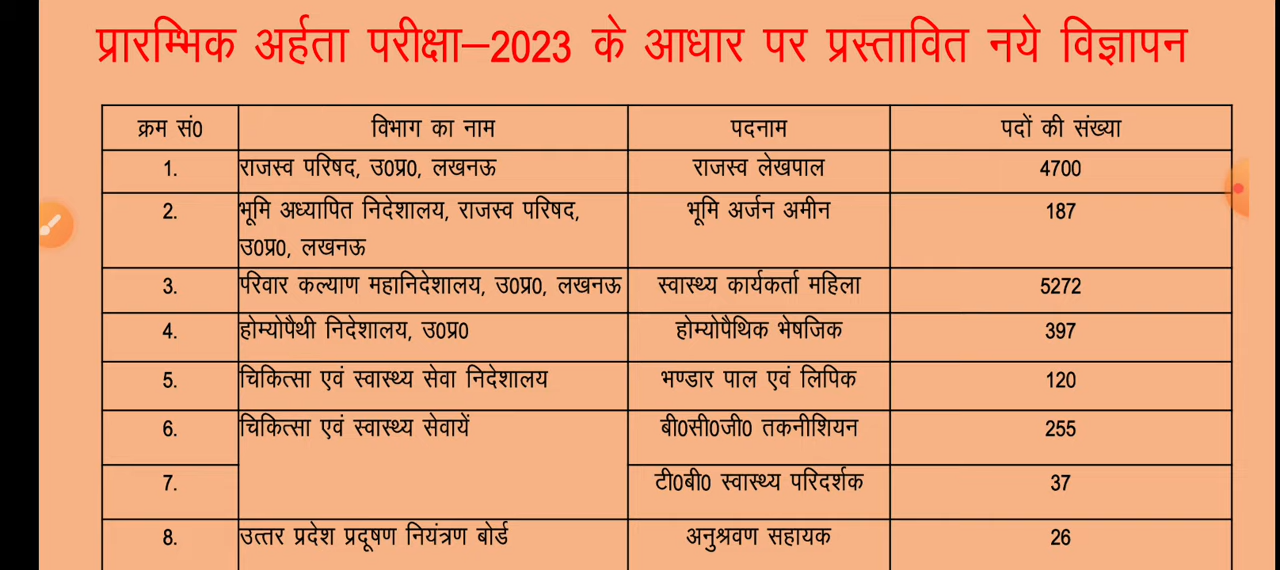 प्रारम्भिक अर्हता परीक्षा–2023 के आधार पर प्रस्तावित नये विज्ञापन
क्रम सं0 विभाग का नाम पदनाम पदों की संख्या
1. राजस्व परिषद, उ0प्र0, लखनऊ राजस्व लेखपाल 4700
2. भूमि अध्यापित निदेशालय, राजस्व परिषद, भूमि अर्जन अमीन 187
उ0प्र0, लखनऊ
3. परिवार कल्याण महानिदेशालय, उ0प्र0, लखनऊ स्वास्थ्य कार्यकर्ता महिला 5272
4. होम्योपैथी निदेशालय, उ0प्र0 होम्योपैथिक भेषजिक 397
5. चिकित्सा एवं स्वास्थ्य सेवा निदेशालय भण्डार पाल एवं लिपिक 120
6. चिकित्सा एवं स्वास्थ्य सेवायें बी0सी0जी0 तकनीशियन 255
7. टी0बी0 स्वास्थ्य परिदर्शक 37
8. उत्तर प्रदेश प्रदूषण नियंत्रण बोर्ड अनुश्रवण सहायक 26